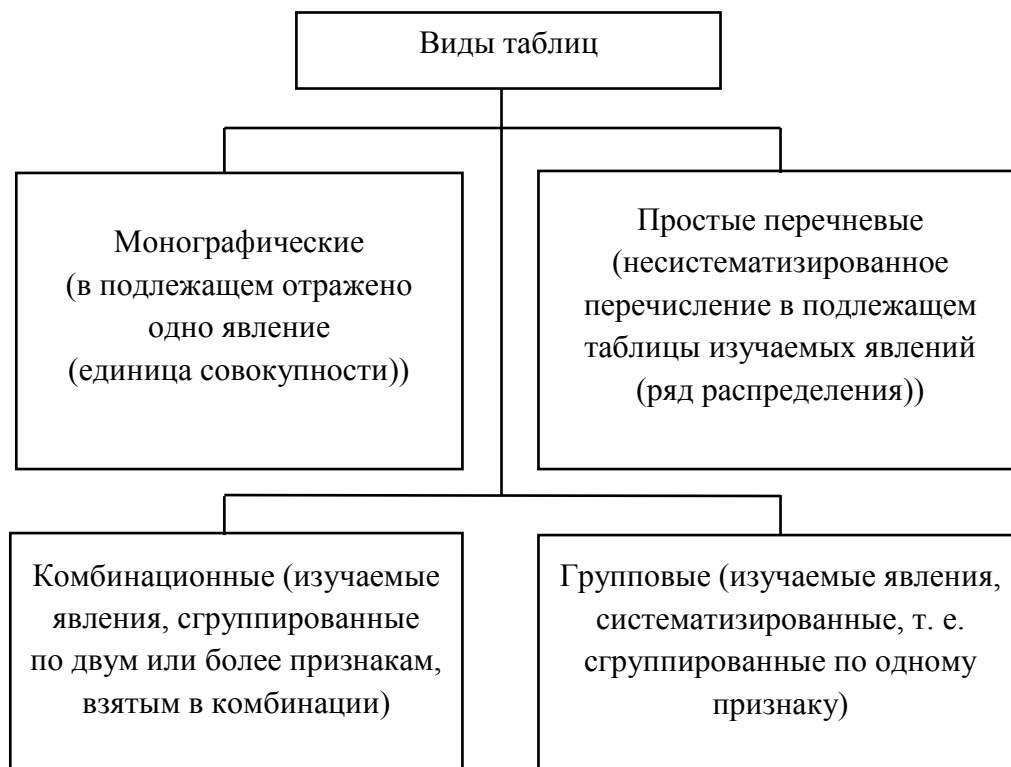 Виды таблиц
Монографические
(в подлежащем отражено
одно явление
(единица совокупности))
Простые перечневые
(несистематизированное
перечисление в подлежащем
таблицы изучаемых явлений
(ряд распределения))
Комбинационные (изучаемые
явления, сгруппированные
по двум или более признакам,
взятым в комбинации)
Групповые (изучаемые явления,
систематизированные, т. е.
сгруппированные по одному
признаку)